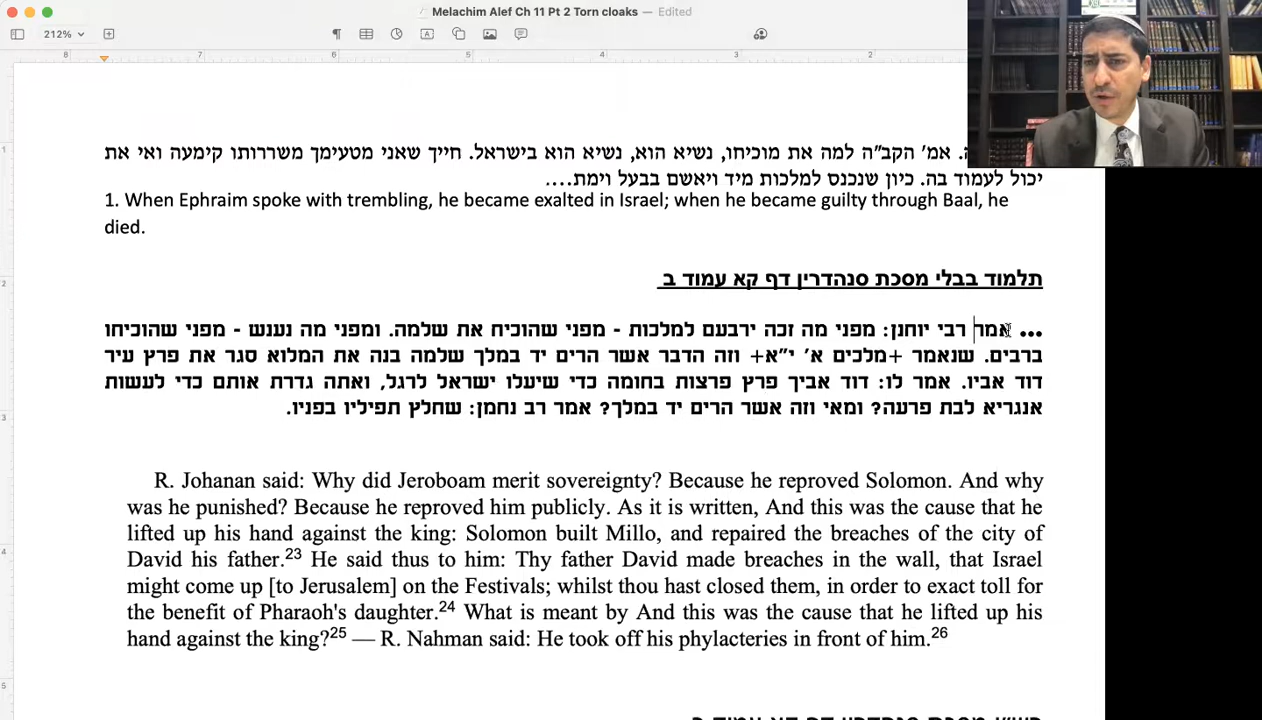 Melachim Alef Ch 11 Pt 2 Torn cloaks — Edited
212%
8 7 6 5 4 3 2
ה. אמ' הקב"ה למה את מוכיחו, נשיא הוא, נשיא הוא בישראל. חייך שאני מטעימך משררותו קימעה ואי את
יכול לעמוד בה. כיון שנכנס למלכות מיד ויאשם בבעל וימת....
1. When Ephraim spoke with trembling, he became exalted in Israel; when he became guilty through Baal, he
died.
תלמוד בבלי מסכת סנהדרין דף קא עמוד ב
... אמר רבי יוחנן: מפני מה זכה ירבעם למלכות - מפני שהוכיח את שלמה. ומפני מה נענש - מפני שהוכיחו
ברבים. שנאמר +מלכים א' י"א+ וזה הדבר אשר הרים יד במלך שלמה בנה את המלוא סגר את פרץ עיר
דוד אביו. אמר לו: דוד אביך פרץ פרצות בחומה כדי שיעלו ישראל לרגל, ואתה גדרת אותם כדי לעשות
אנגריא לבת פרעה? ומאי וזה אשר הרים יד במלך? אמר רב נחמן: שחלץ תפיליו בפניו.
R. Johanan said: Why did Jeroboam merit sovereignty? Because he reproved Solomon. And why
was he punished? Because he reproved him publicly. As it is written, And this was the cause that he
lifted up his hand against the king: Solomon built Millo, and repaired the breaches of the city of
David his father.23 He said thus to him: Thy father David made breaches in the wall, that Israel
might come up [to Jerusalem] on the Festivals; whilst thou hast closed them, in order to exact toll for
the benefit of Pharaoh's daughter.24 What is meant by And this was the cause that he lifted up his
hand against the king?25 — R. Nahman said: He took off his phylacteries in front of him.26